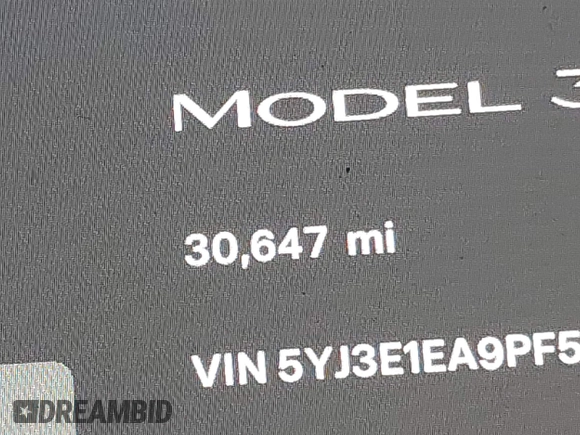 MODEL 3
30,647 mi
VIN 5YJ3E1EA9PF5
DREAMBID